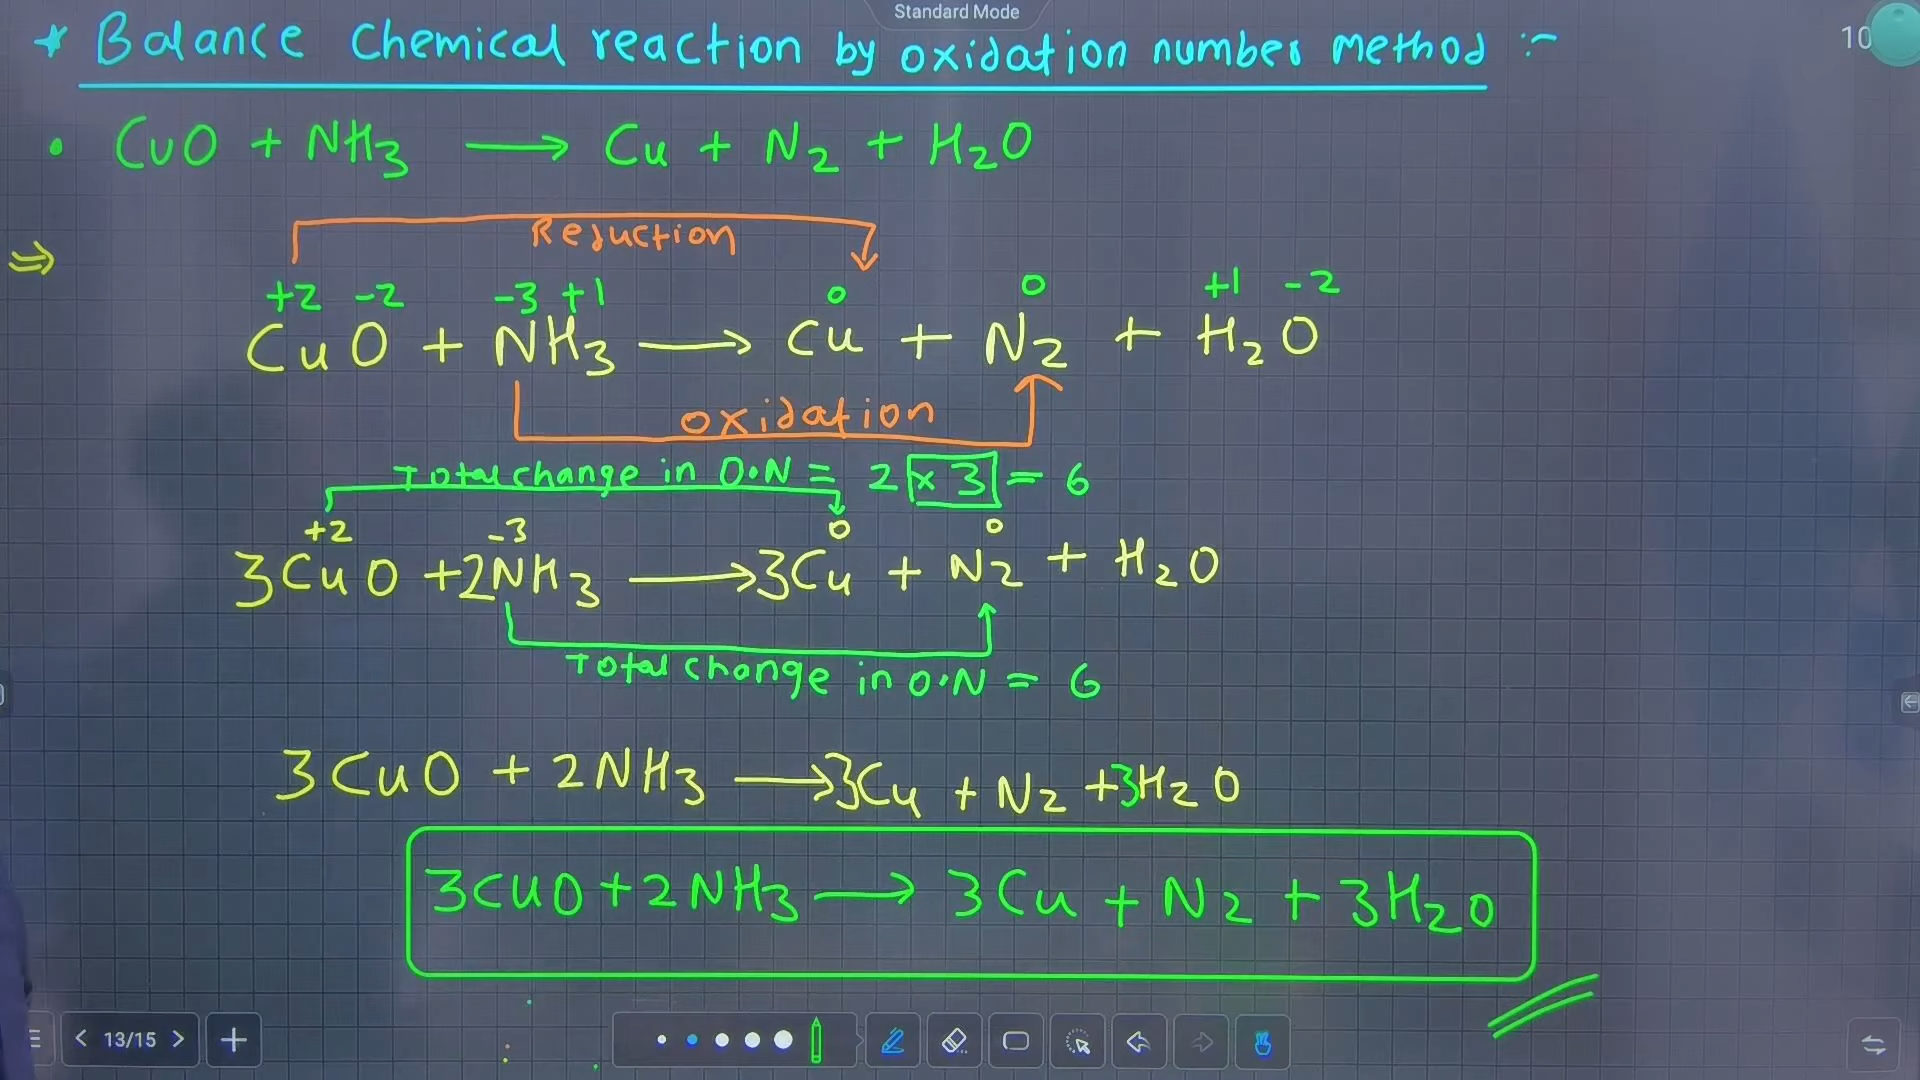 Standard Mode
* Balance chemical reaction by oxidation number method :-
10
• CuO + NH3 ⟶ Cu + N2 + H2O
Reduction
⇒
+2 -2 -3 +1 0 0 +1 -2
CuO + NH3 ⟶ Cu + N2 + H2O
oxidation
Total change in O.N = 2 x 3 = 6
+2 -3 0 0
3CuO +2NH3 ⟶ 3Cu + N2 + H2O
Total change in O.N = 6
3CuO + 2NH3 ⟶ 3Cu + N2 +3H2O
3CuO + 2NH3 ⟶ 3Cu + N2 + 3H2O
< 13/15 > +